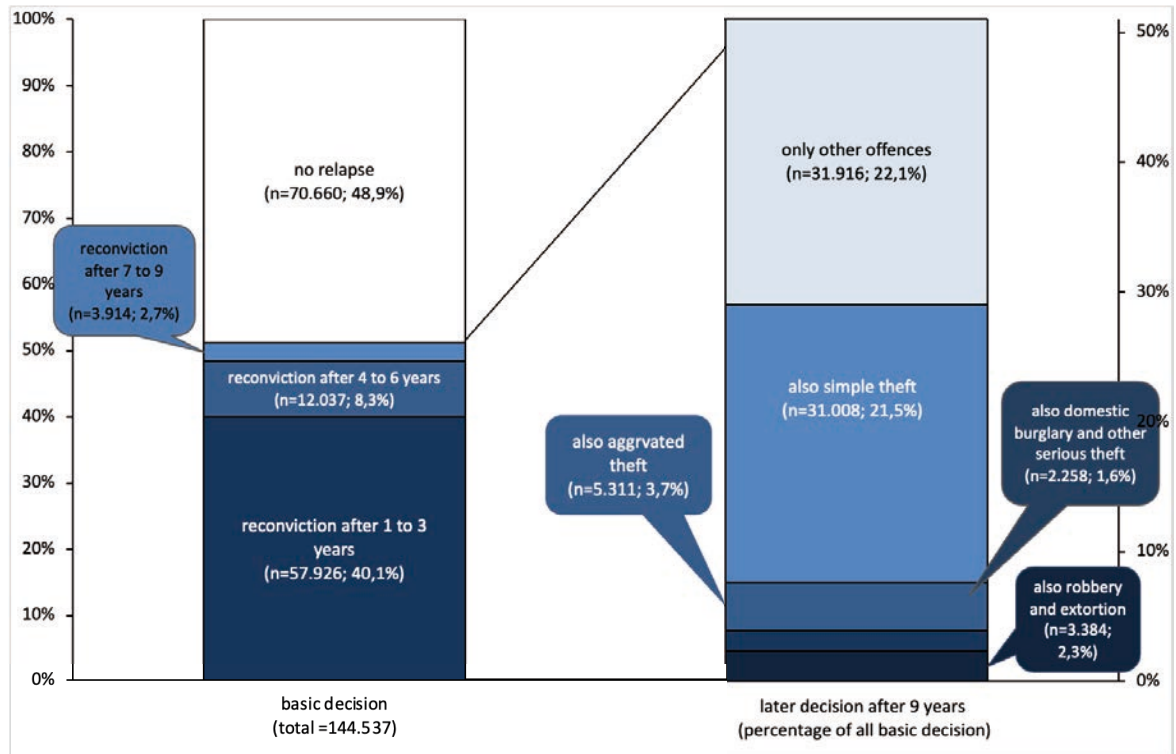 100%
90%
80%
70%
60%
50%
40%
30%
20%
10%
0%
no relapse
(n=70.660; 48,9%)
reconviction
after 7 to 9
years
(n=3.914; 2,7%)
reconviction after 4 to 6 years
(n=12.037; 8,3%)
reconviction after 1 to 3
years
(n=57.926; 40,1%)
basic decision
(total =144.537)
only other offences
(n=31.916; 22,1%)
also simple theft
(n=31.008; 21,5%)
also aggrvated
theft
(n=5.311; 3,7%)
also domestic
burglary and other
serious theft
(n=2.258; 1,6%)
also robbery
and extortion
(n=3.384;
2,3%)
later decision after 9 years
(percentage of all basic decision)
50%
40%
30%
20%
10%
0%